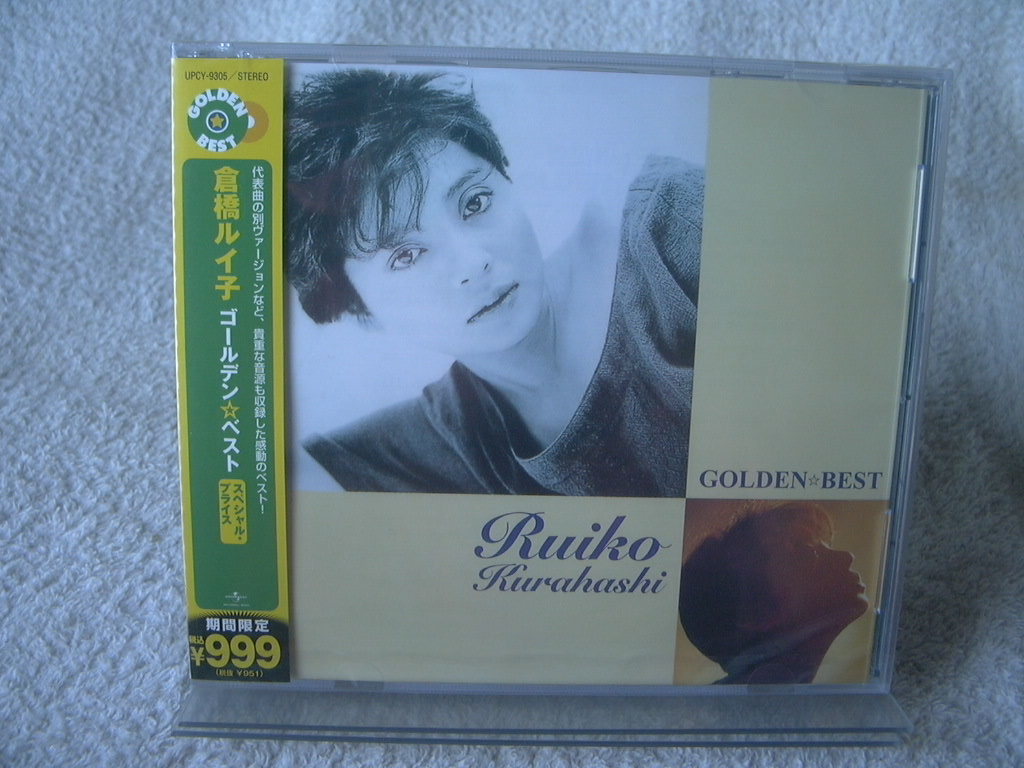 UPCY-9305/STEREO
GOLDEN
BEST
代表曲の別ヴァージョンなど、貴重な音源も収録した感動のベスト!
倉橋ルイ子 ゴールデン☆ベスト
スペシャル・
プライス
期間限定
税込
¥999
(税抜 ¥951)
GOLDEN☆BEST
Ruiko
Kurahashi